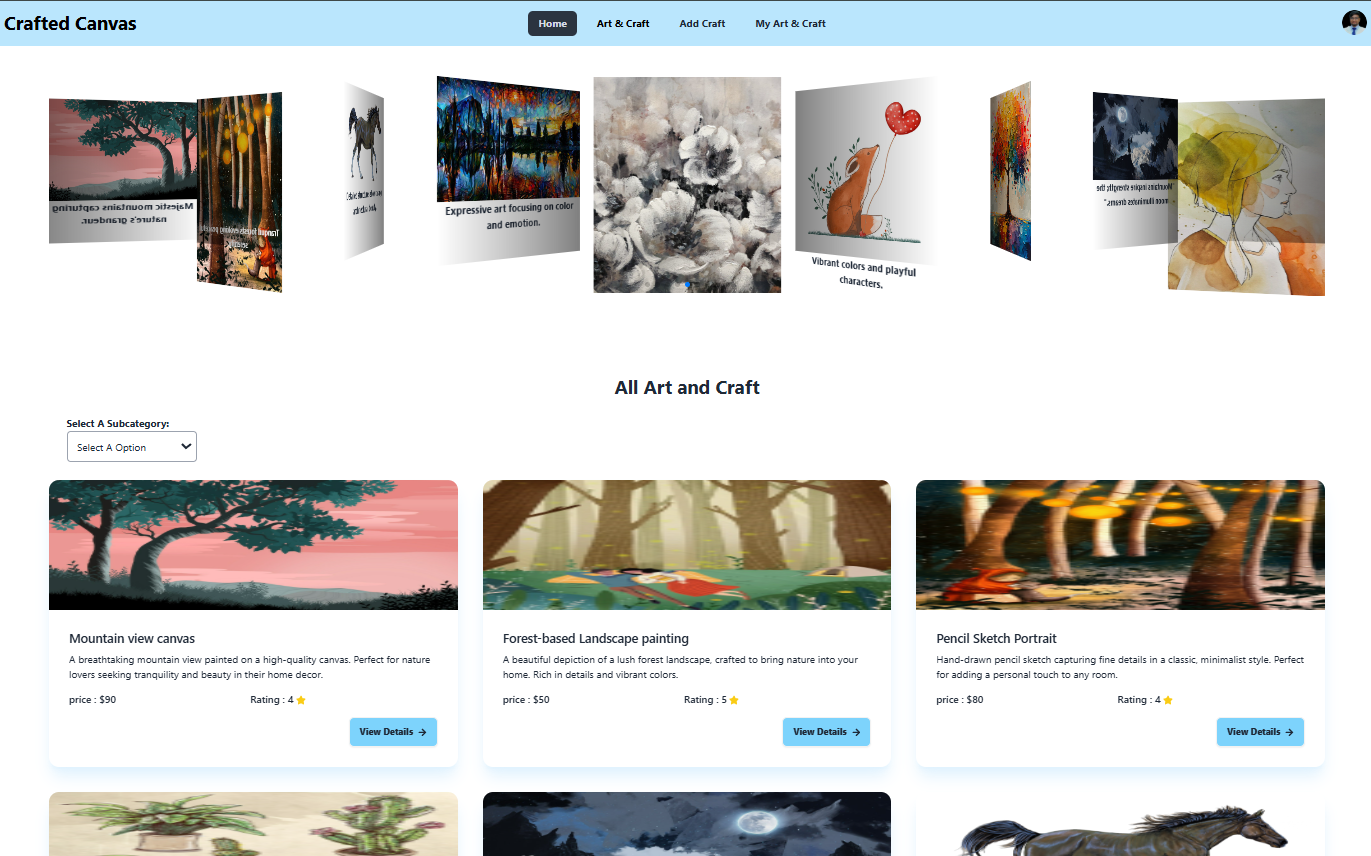 Crafted Canvas
Home
Art & Craft
Add Craft
My Art & Craft
Majestic mountains capturing
nature's grandeur.
Tranquil forests evoking peaceful
Expressive art focusing on color
and emotion.
Vibrant colors and playful
characters.
Mountains inspire strength; the
moon illuminates dreams."
All Art and Craft
Select A Subcategory:
Select A Option
Mountain view canvas
A breathtaking mountain view painted on a high-quality canvas. Perfect for nature
lovers seeking tranquility and beauty in their home decor.
price : $90
Rating : 4
View Details →
Forest-based Landscape painting
A beautiful depiction of a lush forest landscape, crafted to bring nature into your
home. Rich in details and vibrant colors.
price : $50
Rating : 5
View Details →
Pencil Sketch Portrait
Hand-drawn pencil sketch capturing fine details in a classic, minimalist style. Perfect
for adding a personal touch to any room.
price : $80
Rating : 4
View Details →